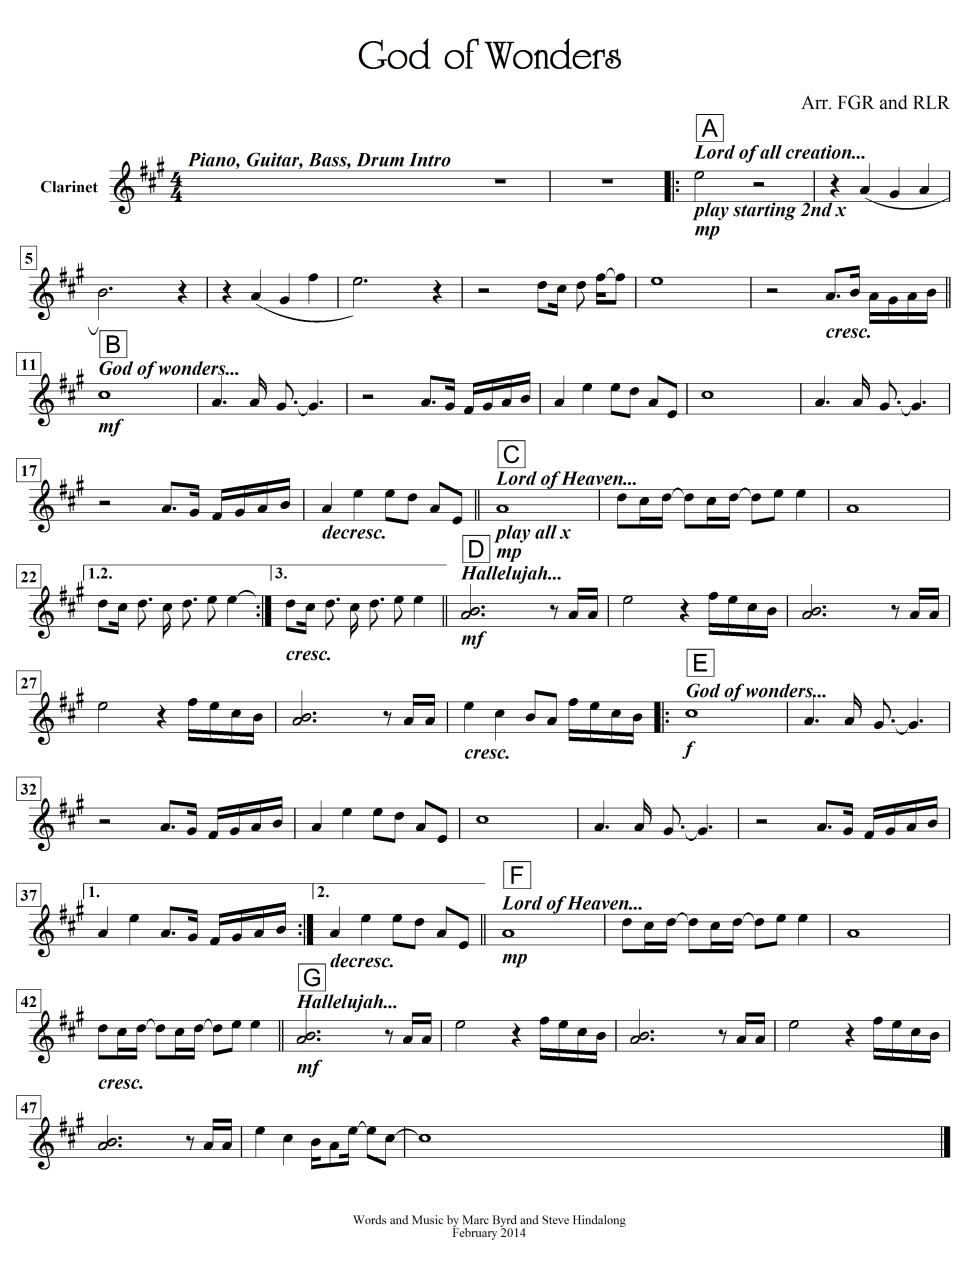 God of Wonders
Arr. FGR and RLR
A
Piano, Guitar, Bass, Drum Intro
Lord of all creation...
Clarinet
4
4
play starting 2nd x
mp
5
cresc.
B
11
God of wonders...
mf
C
17
Lord of Heaven...
decresc.
play all x
mp
D
22
1.2.
3.
Hallelujah...
cresc.
mf
E
27
God of wonders...
cresc.
f
32
F
37
1.
2.
Lord of Heaven...
decresc.
mp
G
42
Hallelujah...
cresc.
mf
47
Words and Music by Marc Byrd and Steve Hindalong
February 2014